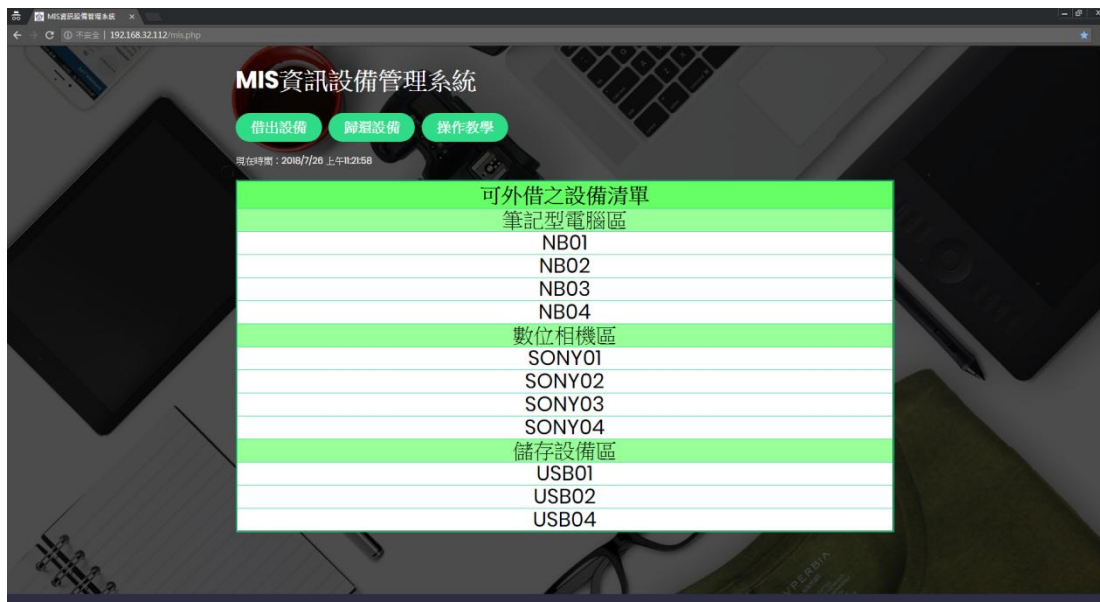 MIS資訊設備管理系統
不安全 | 192.168.32.112/mis.php
MIS資訊設備管理系統
借出設備 歸還設備 操作教學
現在時間：2018/7/26 上午11:21:58
可外借之設備清單
筆記型電腦區
NB01
NB02
NB03
NB04
數位相機區
SONY01
SONY02
SONY03
SONY04
儲存設備區
USB01
USB02
USB04